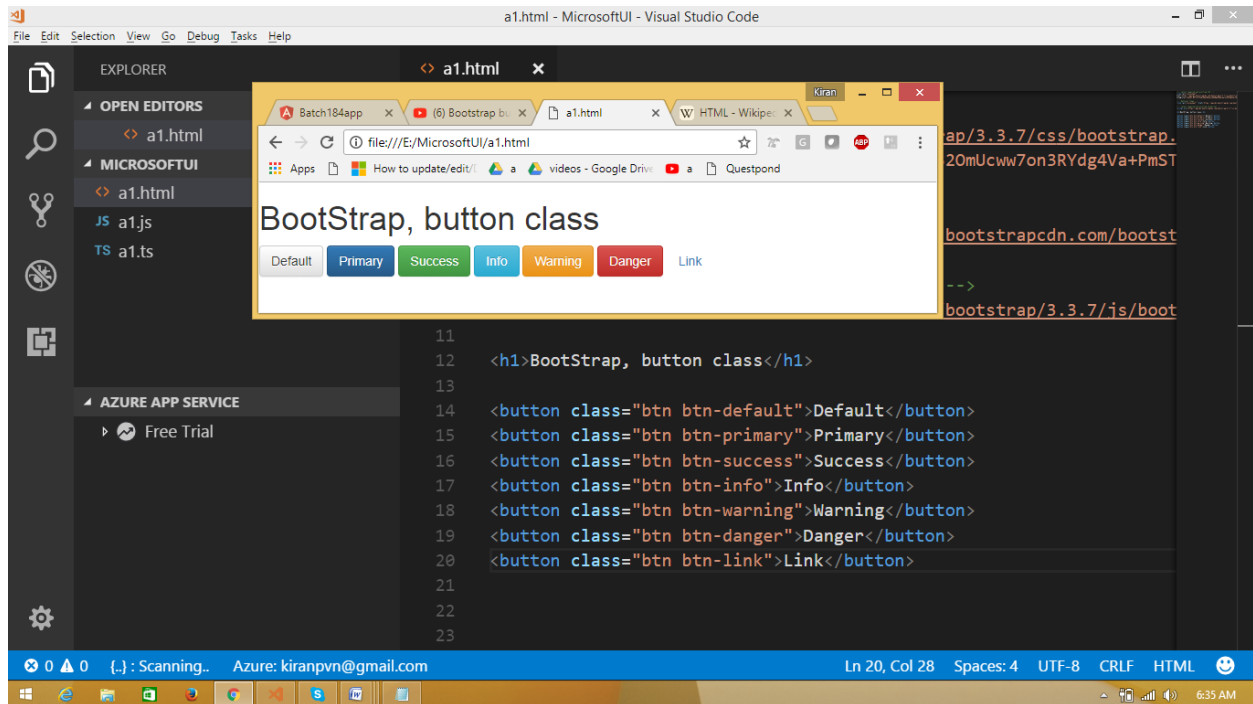 a1.html - MicrosoftUI - Visual Studio Code
File Edit Selection View Go Debug Tasks Help
EXPLORER
OPEN EDITORS
a1.html
MICROSOFTUI
a1.html
JS a1.js
TS a1.ts
AZURE APP SERVICE
Free Trial
a1.html
Kiran
Batch184app
(6) Bootstrap bu
a1.html
W HTML - Wikiped
file:///E:/MicrosoftUI/a1.html
G
ABP
Apps
How to update/edit/
a
videos - Google Drive
a
Questpond
BootStrap, button class
Default Primary Success Info Warning Danger Link
ap/3.3.7/css/bootstrap.
2OmUcww7on3RYdg4Va+PmST
bootstrapcdn.com/bootst
-->
bootstrap/3.3.7/js/boot
11
12 <h1>BootStrap, button class</h1>
13
14 <button class="btn btn-default">Default</button>
15 <button class="btn btn-primary">Primary</button>
16 <button class="btn btn-success">Success</button>
17 <button class="btn btn-info">Info</button>
18 <button class="btn btn-warning">Warning</button>
19 <button class="btn btn-danger">Danger</button>
20 <button class="btn btn-link">Link</button>
21
22
23
0 0 {..} : Scanning.. Azure: kiranpvn@gmail.com Ln 20, Col 28 Spaces: 4 UTF-8 CRLF HTML
6:35 AM